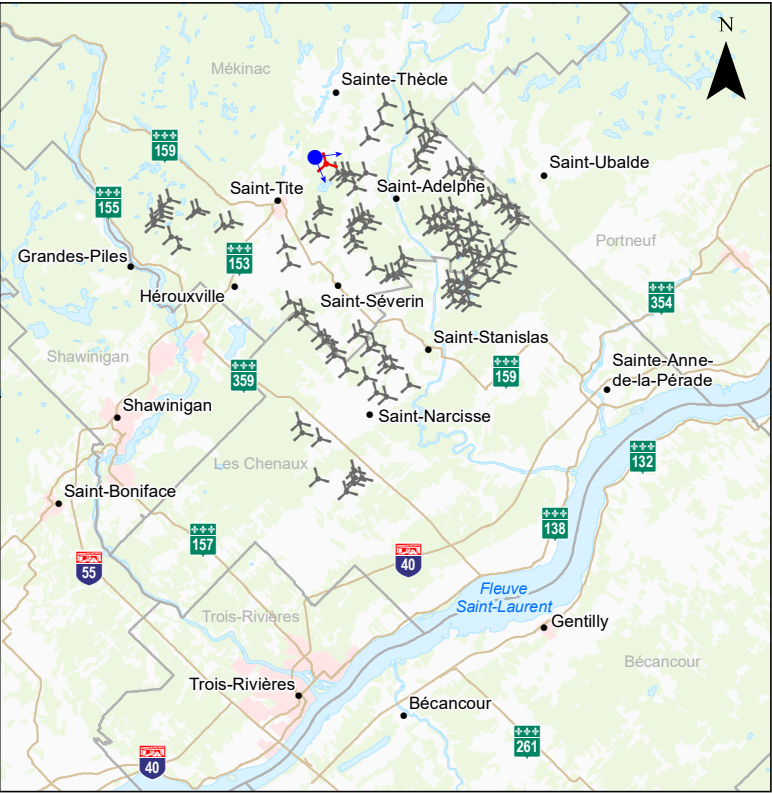 N
Mékinac
Sainte-Thècle
159
Saint-Ubalde
Saint-Tite
Saint-Adelphe
155
Portneuf
Grandes-Piles
153
Hérouxville
Saint-Séverin
354
Saint-Stanislas
Shawinigan
Sainte-Anne-
de-la-Pérade
359
159
Shawinigan
Saint-Narcisse
Les Chenaux
132
Saint-Boniface
138
157
40
55
Fleuve
Saint-Laurent
Trois-Rivières
Gentilly
Bécancour
Trois-Rivières
Bécancour
261
40